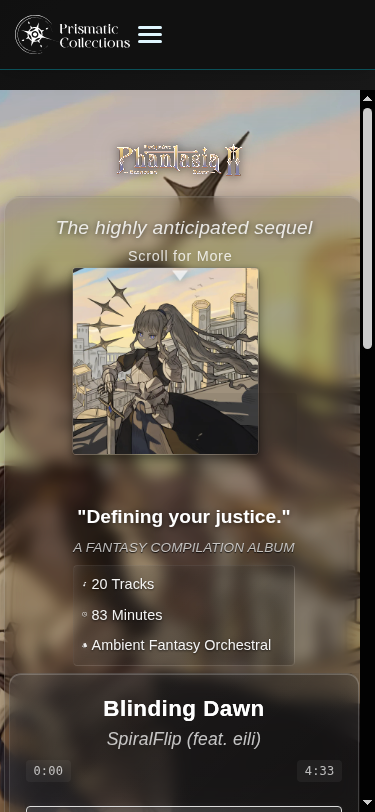 Prismatic
Collections
Phantasia II
The highly anticipated sequel
Scroll for More
"Defining your justice."
A FANTASY COMPILATION ALBUM
20 Tracks
83 Minutes
Ambient Fantasy Orchestral
Blinding Dawn
SpiralFlip (feat. eili)
0:00
4:33